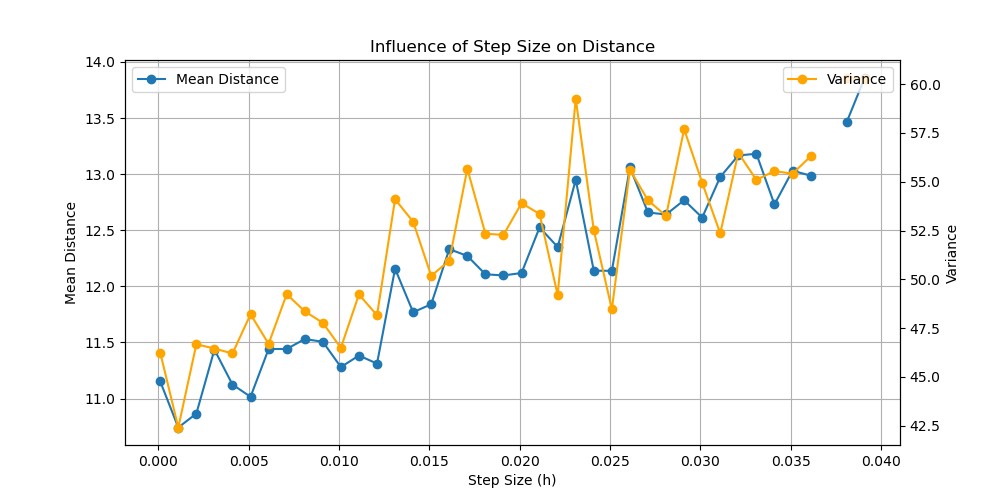 Influence of Step Size on Distance
Mean Distance
Variance
14.0
13.5
13.0
12.5
12.0
11.5
11.0
60.0
57.5
55.0
52.5
50.0
47.5
45.0
42.5
Mean Distance
Variance
0.000 0.005 0.010 0.015 0.020 0.025 0.030 0.035 0.040
Step Size (h)